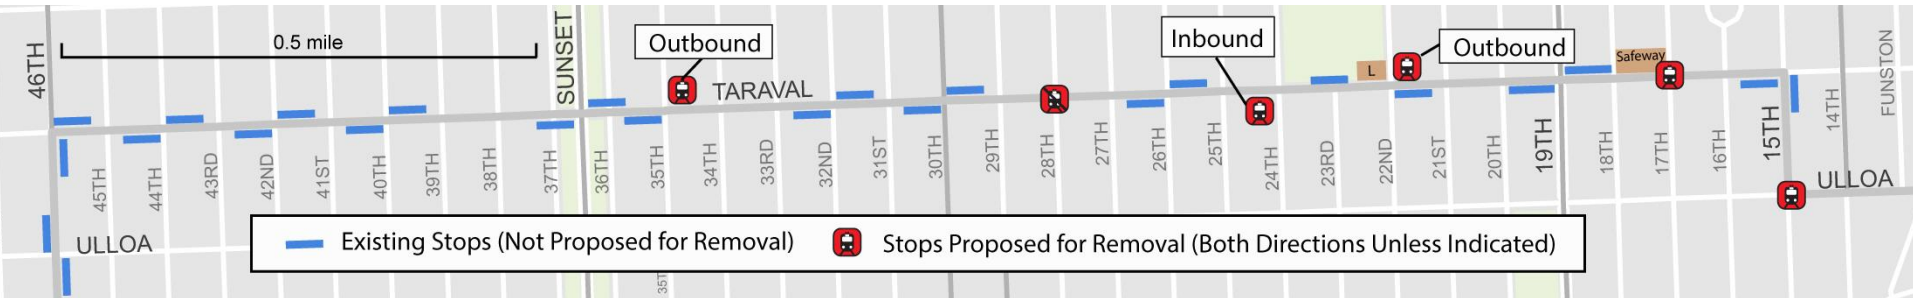 46TH
0.5 mile
SUNSET
Outbound
TARAVAL
Inbound
L
Outbound
Safeway
FUNSTON
45TH
44TH
43RD
42ND
41ST
40TH
39TH
38TH
37TH
36TH
35TH
34TH
33RD
32ND
31ST
30TH
29TH
28TH
27TH
26TH
25TH
24TH
23RD
22ND
21ST
20TH
19TH
18TH
17TH
16TH
15TH
14TH
ULLOA
ULLOA
Existing Stops (Not Proposed for Removal)
Stops Proposed for Removal (Both Directions Unless Indicated)